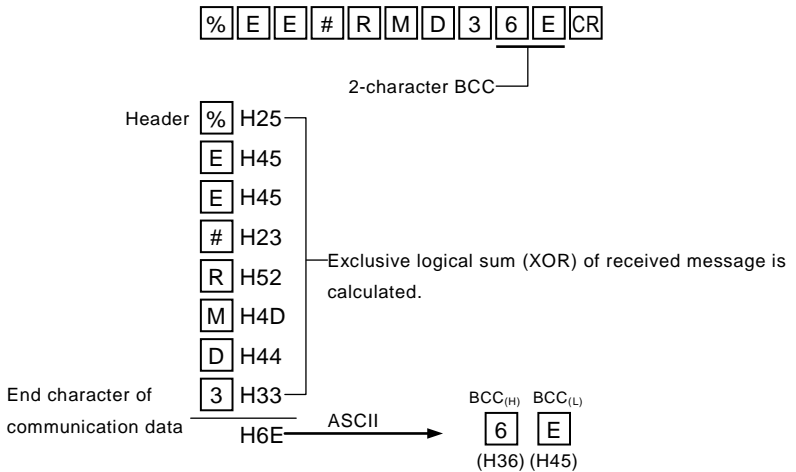 % E E # R M D 3 6 E CR
2-character BCC
Header % H25
E H45
E H45
# H23
Exclusive logical sum (XOR) of received message is
calculated.
R H52
M H4D
D H44
3 H33
End character of
communication data
H6E
ASCII
BCC(H) BCC(L)
6 E
(H36) (H45)